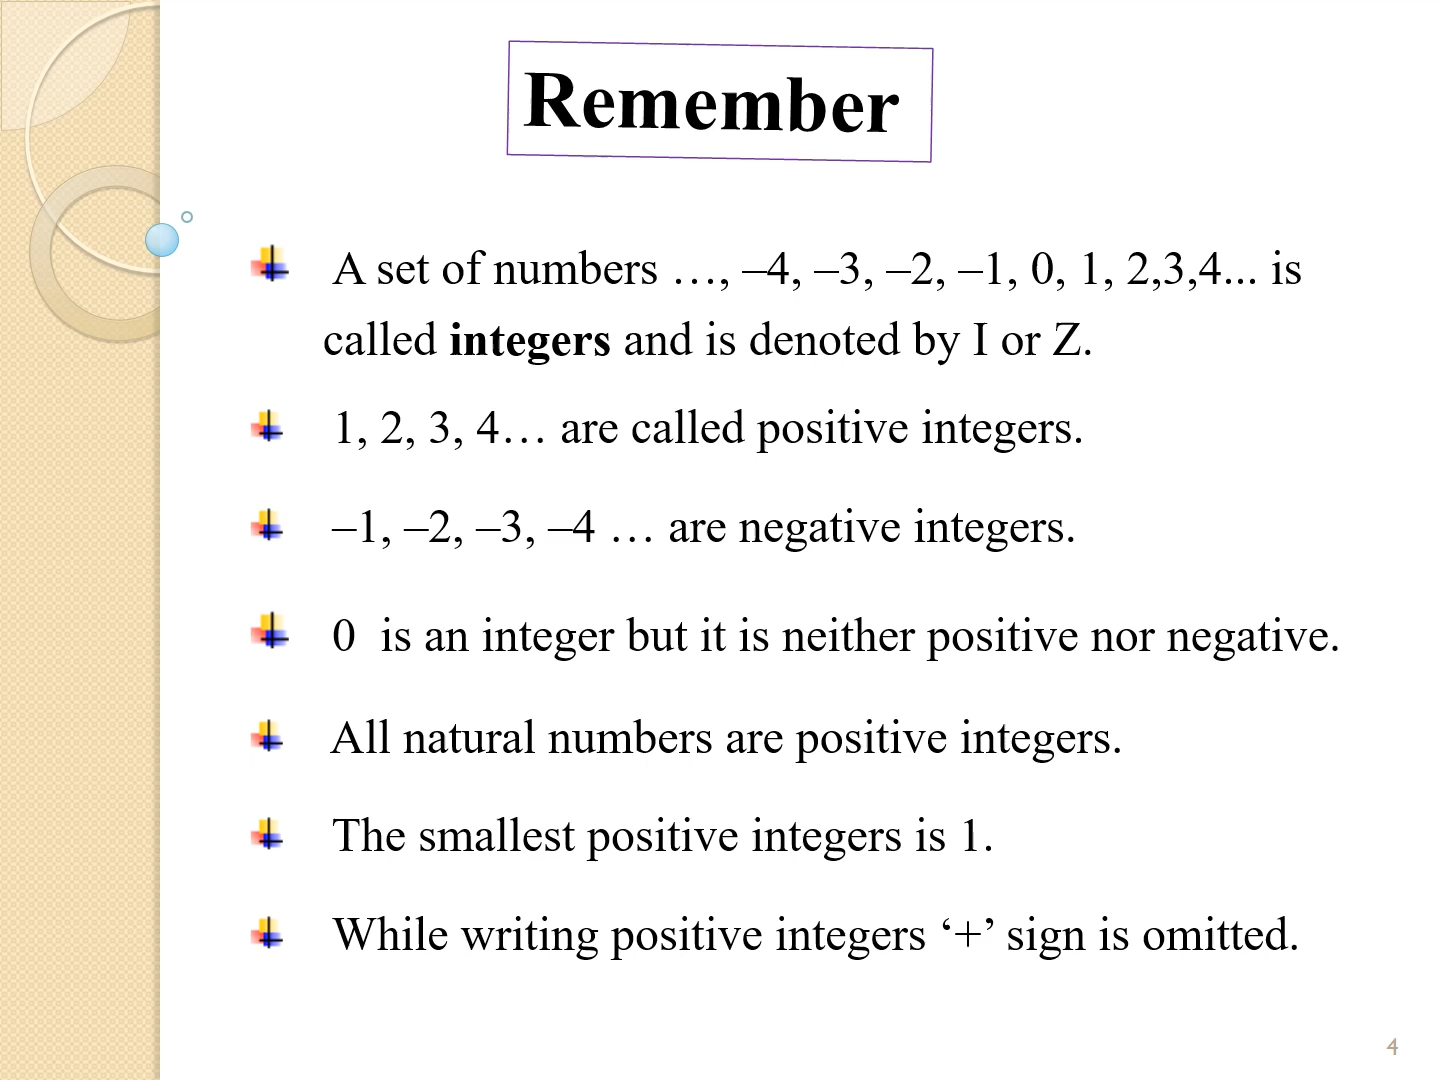 Remember
A set of numbers …, –4, –3, –2, –1, 0, 1, 2,3,4... is
called integers and is denoted by I or Z.
1, 2, 3, 4… are called positive integers.
–1, –2, –3, –4 … are negative integers.
0 is an integer but it is neither positive nor negative.
All natural numbers are positive integers.
The smallest positive integers is 1.
While writing positive integers ‘+’ sign is omitted.
4